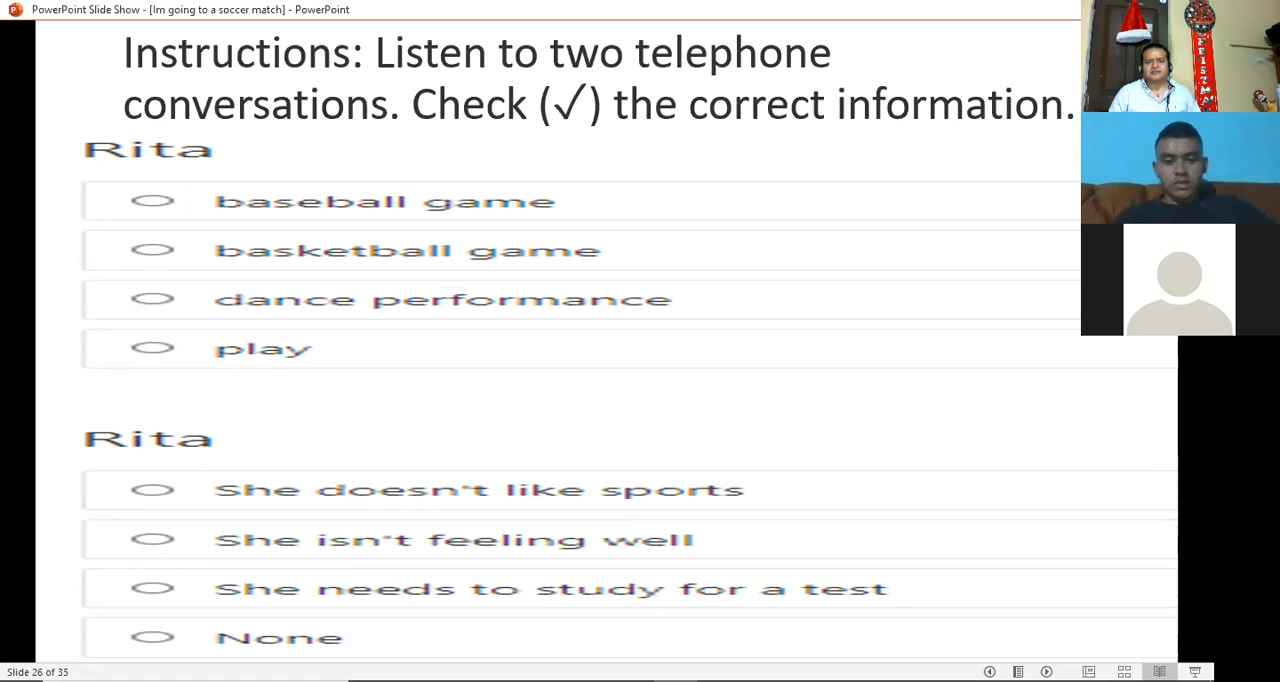 PowerPoint Slide Show - [Im going to a soccer match] - PowerPoint
Instructions: Listen to two telephone
conversations. Check (✓) the correct information.
Rita
baseball game
basketball game
dance performance
play
Rita
She doesn't like sports
She isn't feeling well
She needs to study for a test
None
Slide 26 of 35